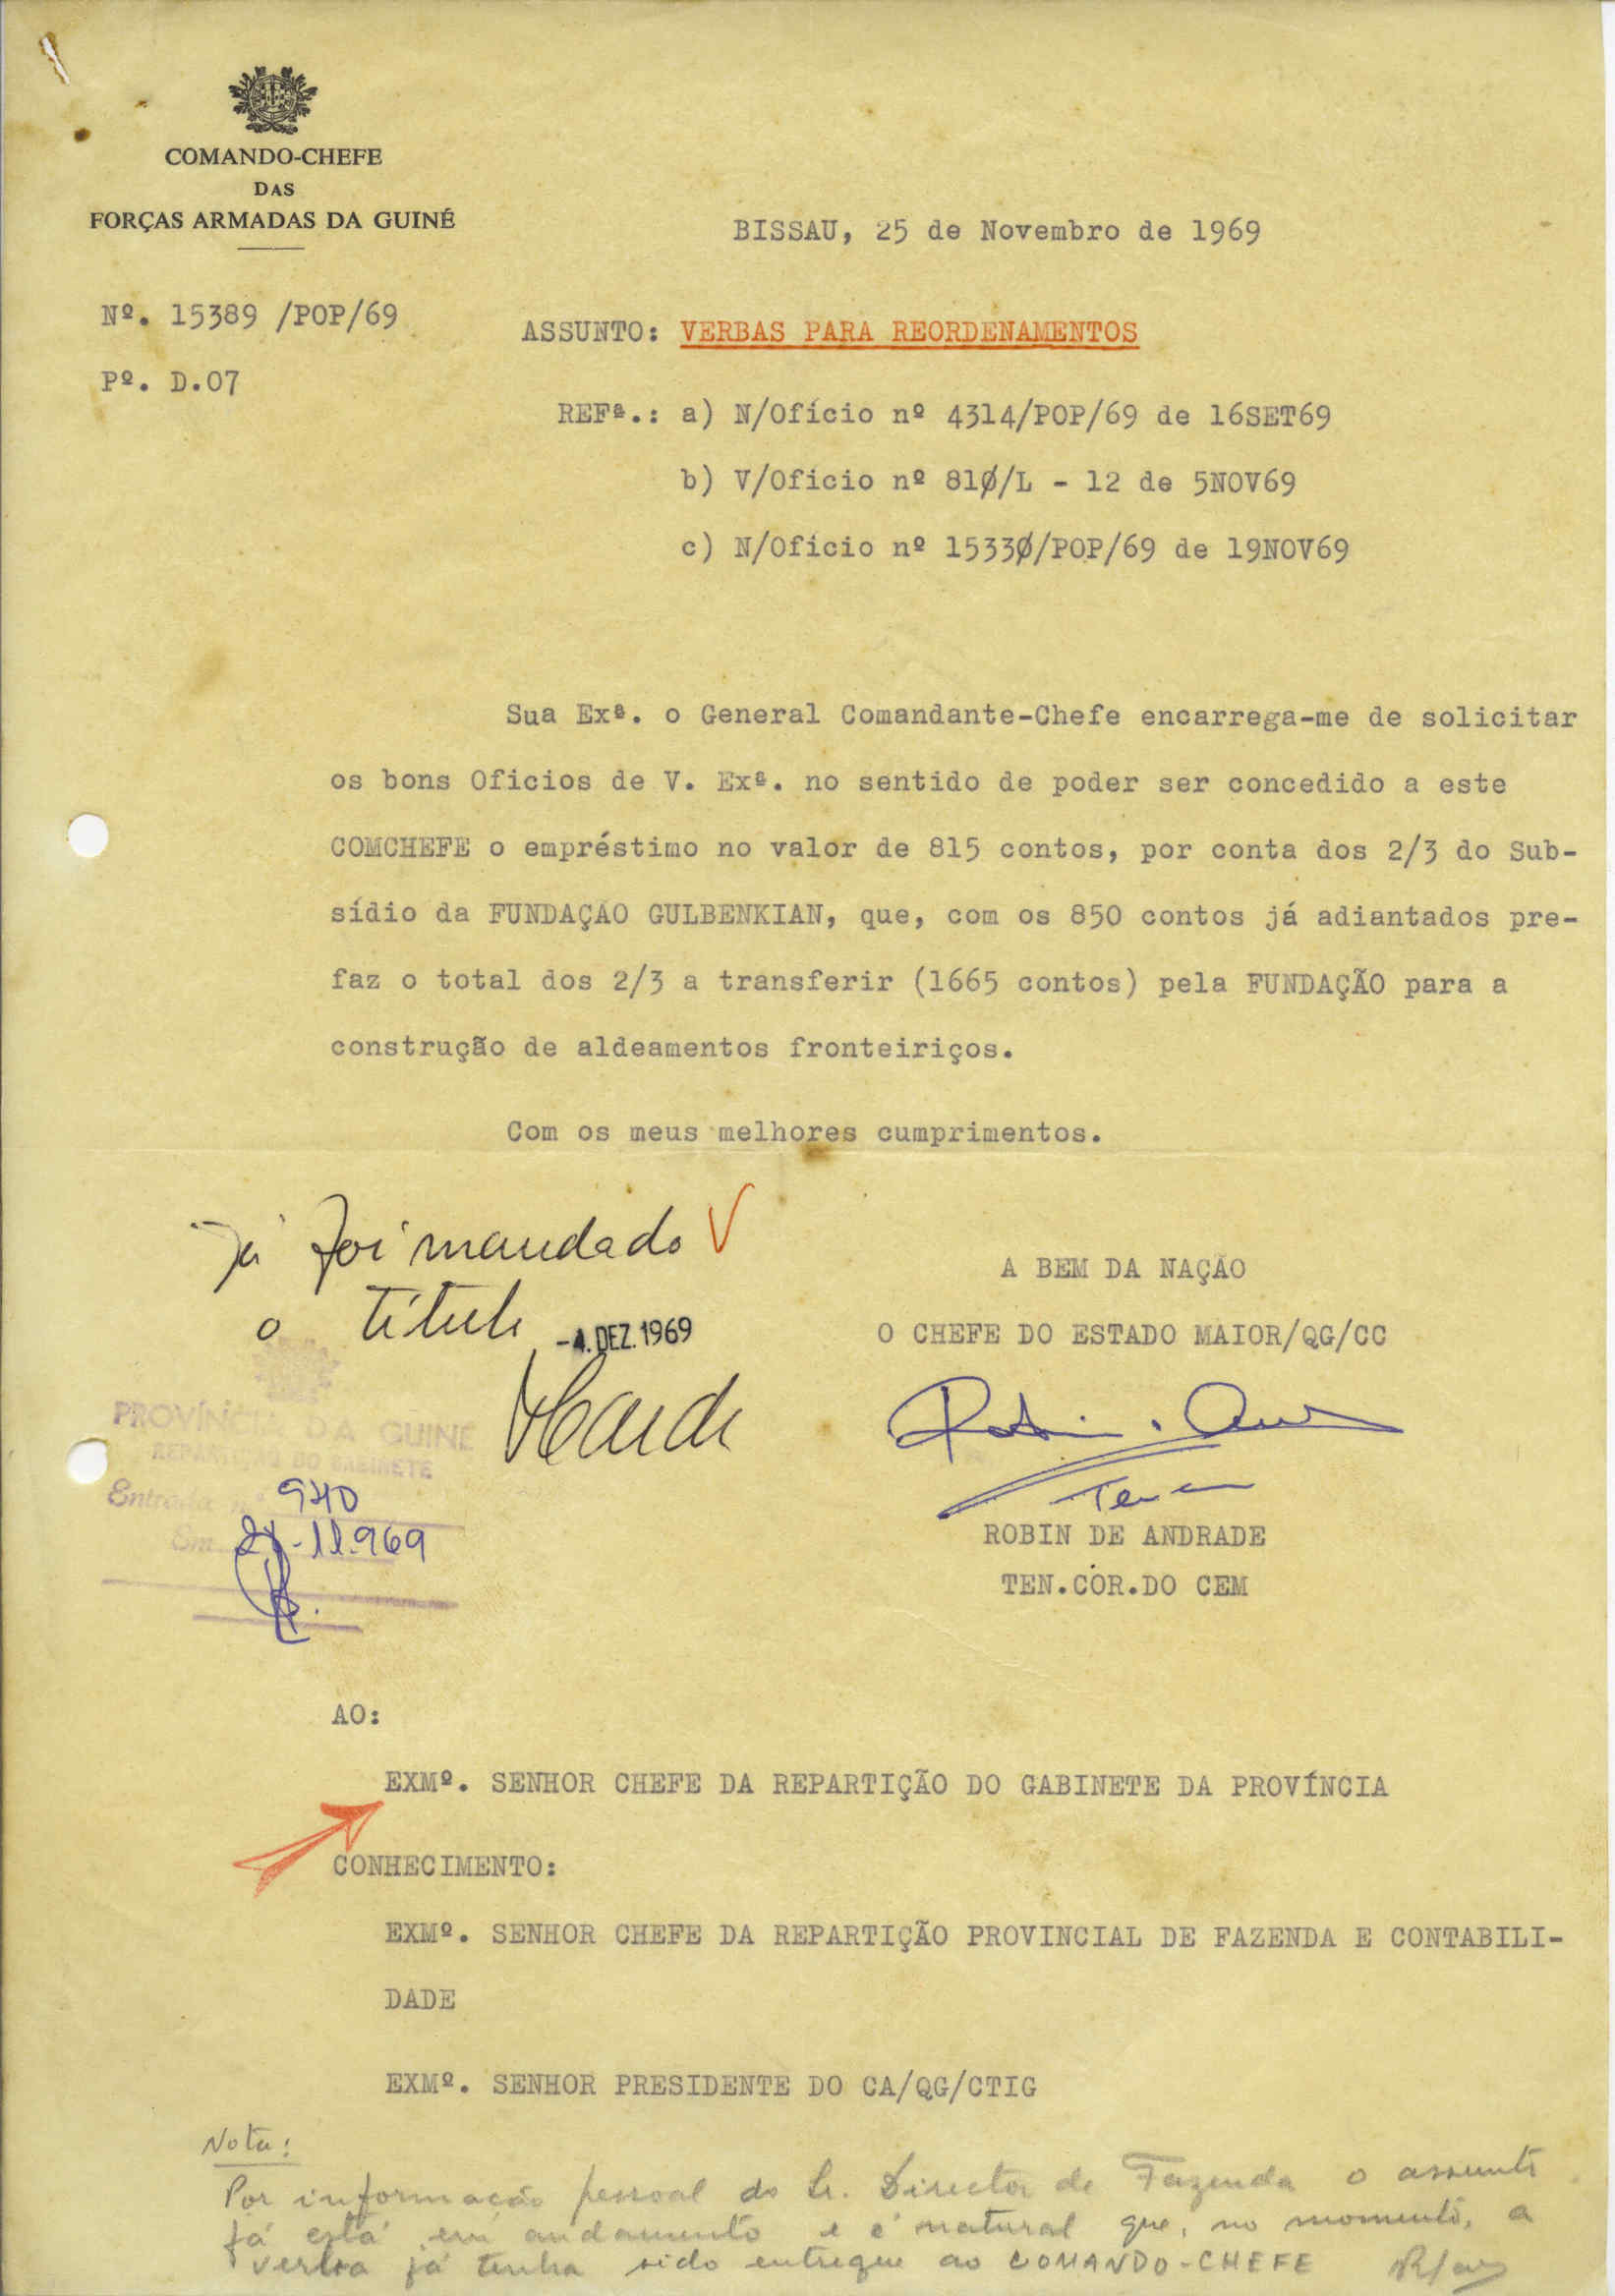 COMANDO-CHEFE
DAS
FORÇAS ARMADAS DA GUINÉ
BISSAU, 25 de Novembro de 1969
Nº. 15389 /POP/69
ASSUNTO: VERBAS PARA REORDENAMENTOS
Pº. D.07
REFª.: a) N/Ofício nº 4314/POP/69 de 16SET69
b) V/Oficio nº 81Ø/L - 12 de 5NOV69
c) N/Ofício nº 1533Ø/POP/69 de 19NOV69
Sua Exª. o General Comandante-Chefe encarrega-me de solicitar
os bons Oficios de V. Exª. no sentido de poder ser concedido a este
COMCHEFE o empréstimo no valor de 815 contos, por conta dos 2/3 do Sub-
sídio da FUNDAÇÃO GULBENKIAN, que, com os 850 contos já adiantados pre-
faz o total dos 2/3 a transferir (1665 contos) pela FUNDAÇÃO para a
construção de aldeamentos fronteiriços.
Com os meus melhores cumprimentos.
Já foi mandado
o título
-4. DEZ. 1969
A BEM DA NAÇÃO
O CHEFE DO ESTADO MAIOR/QG/CC
PROVÍNCIA DA GUINÉ
REPARTIÇÃO DO GABINETE
Entrada nº 940
Em -11.969
ROBIN DE ANDRADE
TEN.COR.DO CEM
AO:
EXMº. SENHOR CHEFE DA REPARTIÇÃO DO GABINETE DA PROVÍNCIA
CONHECIMENTO:
EXMº. SENHOR CHEFE DA REPARTIÇÃO PROVINCIAL DE FAZENDA E CONTABILI-
DADE
EXMº. SENHOR PRESIDENTE DO CA/QG/CTIG
Nota:
Por informação pessoal do Sr. Director de Fazenda o assunto
já está em andamento e é natural que, no momento, a
verba já tenha sido entregue ao COMANDO-CHEFE